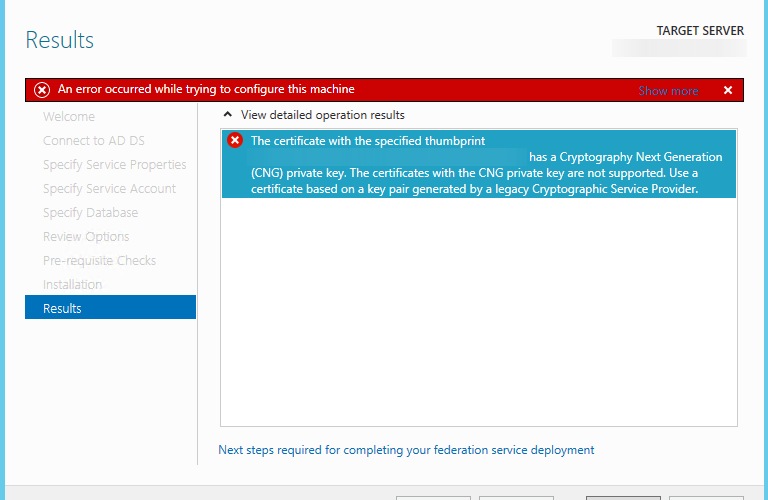 Results
TARGET SERVER
An error occurred while trying to configure this machine
Show more
Welcome
Connect to AD DS
Specify Service Properties
Specify Service Account
Specify Database
Review Options
Pre-requisite Checks
Installation
Results
View detailed operation results
The certificate with the specified thumbprint
has a Cryptography Next Generation
(CNG) private key. The certificates with the CNG private key are not supported. Use a
certificate based on a key pair generated by a legacy Cryptographic Service Provider.
Next steps required for completing your federation service deployment